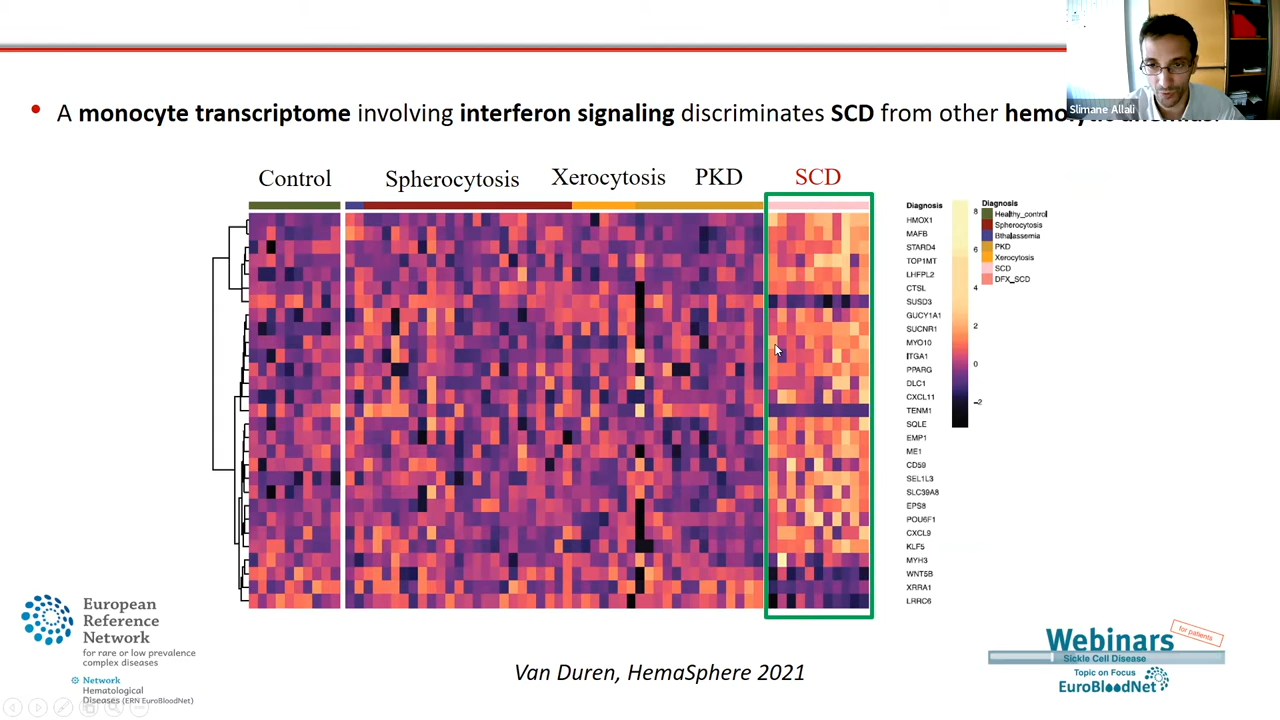 Slimane Allali
A monocyte transcriptome involving interferon signaling discriminates SCD from other
Control Spherocytosis Xerocytosis PKD SCD
Diagnosis
HMOX1
MAFB
STARD4
TOP1MT
LHFPL2
CTSL
SUSD3
GUCY1A1
SUCNR1
MYO10
ITGA1
PPARG
DLC1
CXCL11
TENM1
SQLE
EMP1
ME1
CD59
SEL1L3
SLC39A8
EPS8
POU6F1
CXCL9
KLF5
MYH3
WNT5B
XRRA1
LRRC6
8
6
4
2
0
−2
Diagnosis
Healthy_control
Spherocytosis
Bthalassemia
PKD
Xerocytosis
SCD
DFX_SCD
European
Reference
Network
for rare or low prevalence
complex diseases
Network
Hematological
Diseases (ERN EuroBloodNet)
Van Duren, HemaSphere 2021
for patients
Webinars
Sickle Cell Disease
Topic on Focus
EuroBloodNet